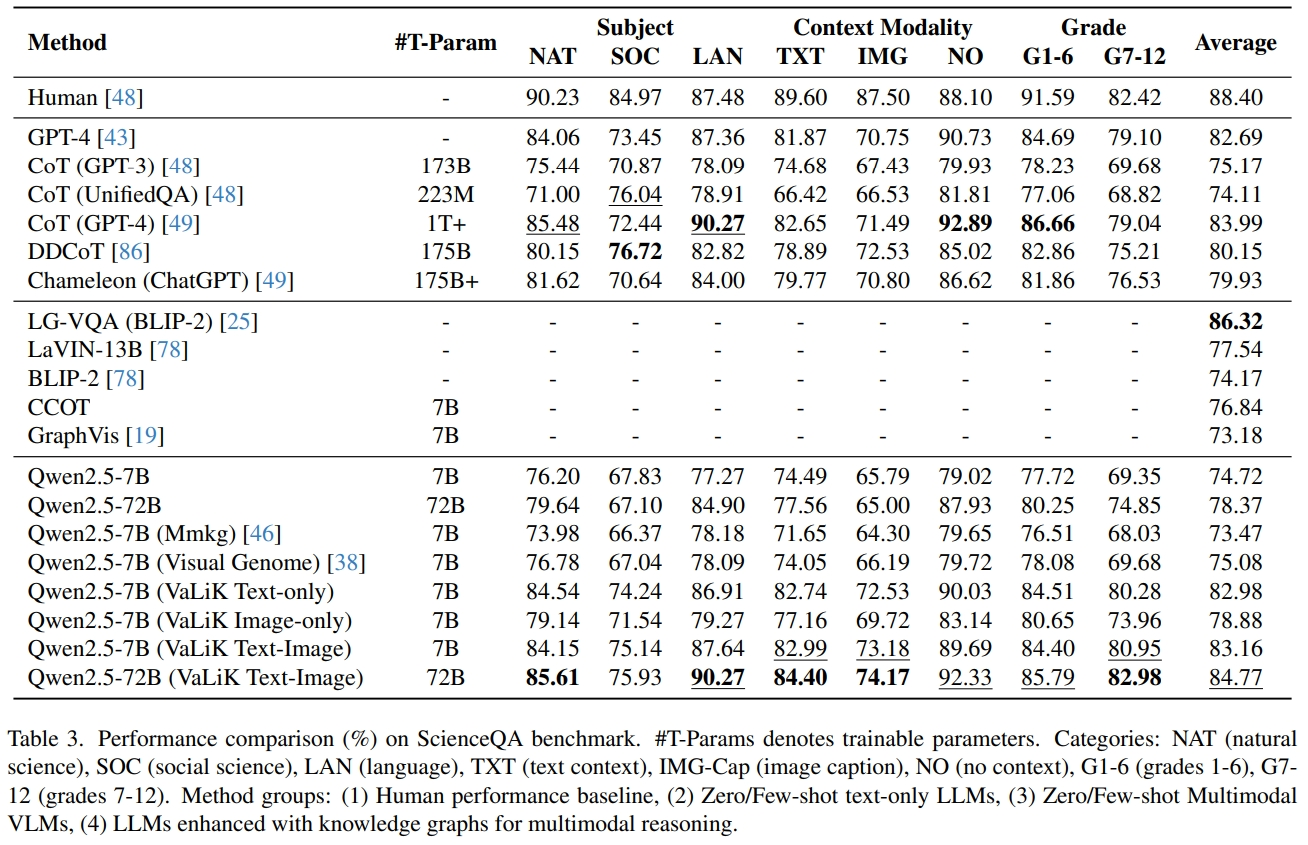 Method #T-Param Subject Context Modality Grade Average
NAT SOC LAN TXT IMG NO G1-6 G7-12
Human [48] - 90.23 84.97 87.48 89.60 87.50 88.10 91.59 82.42 88.40
GPT-4 [43] - 84.06 73.45 87.36 81.87 70.75 90.73 84.69 79.10 82.69
CoT (GPT-3) [48] 173B 75.44 70.87 78.09 74.68 67.43 79.93 78.23 69.68 75.17
CoT (UnifiedQA) [48] 223M 71.00 76.04 78.91 66.42 66.53 81.81 77.06 68.82 74.11
CoT (GPT-4) [49] 1T+ 85.48 72.44 90.27 82.65 71.49 92.89 86.66 79.04 83.99
DDCoT [86] 175B 80.15 76.72 82.82 78.89 72.53 85.02 82.86 75.21 80.15
Chameleon (ChatGPT) [49] 175B+ 81.62 70.64 84.00 79.77 70.80 86.62 81.86 76.53 79.93
LG-VQA (BLIP-2) [25] - - - - - - - - - 86.32
LaVIN-13B [78] - - - - - - - - - 77.54
BLIP-2 [78] - - - - - - - - - 74.17
CCOT 7B - - - - - - - - 76.84
GraphVis [19] 7B - - - - - - - - 73.18
Qwen2.5-7B 7B 76.20 67.83 77.27 74.49 65.79 79.02 77.72 69.35 74.72
Qwen2.5-72B 72B 79.64 67.10 84.90 77.56 65.00 87.93 80.25 74.85 78.37
Qwen2.5-7B (Mmkg) [46] 7B 73.98 66.37 78.18 71.65 64.30 79.65 76.51 68.03 73.47
Qwen2.5-7B (Visual Genome) [38] 7B 76.78 67.04 78.09 74.05 66.19 79.72 78.08 69.68 75.08
Qwen2.5-7B (VaLiK Text-only) 7B 84.54 74.24 86.91 82.74 72.53 90.03 84.51 80.28 82.98
Qwen2.5-7B (VaLiK Image-only) 7B 79.14 71.54 79.27 77.16 69.72 83.14 80.65 73.96 78.88
Qwen2.5-7B (VaLiK Text-Image) 7B 84.15 75.14 87.64 82.99 73.18 89.69 84.40 80.95 83.16
Qwen2.5-72B (VaLiK Text-Image) 72B 85.61 75.93 90.27 84.40 74.17 92.33 85.79 82.98 84.77
Table 3. Performance comparison (%) on ScienceQA benchmark. #T-Params denotes trainable parameters. Categories: NAT (natural
science), SOC (social science), LAN (language), TXT (text context), IMG-Cap (image caption), NO (no context), G1-6 (grades 1-6), G7-
12 (grades 7-12). Method groups: (1) Human performance baseline, (2) Zero/Few-shot text-only LLMs, (3) Zero/Few-shot Multimodal
VLMs, (4) LLMs enhanced with knowledge graphs for multimodal reasoning.